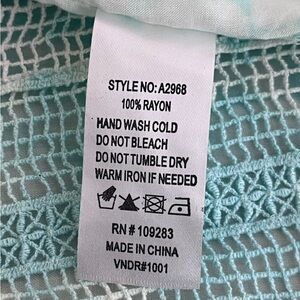 STYLE NO: A2968
100% RAYON
HAND WASH COLD
DO NOT BLEACH
DO NOT TUMBLE DRY
WARM IRON IF NEEDED
RN # 109283
MADE IN CHINA
VNDR#1001